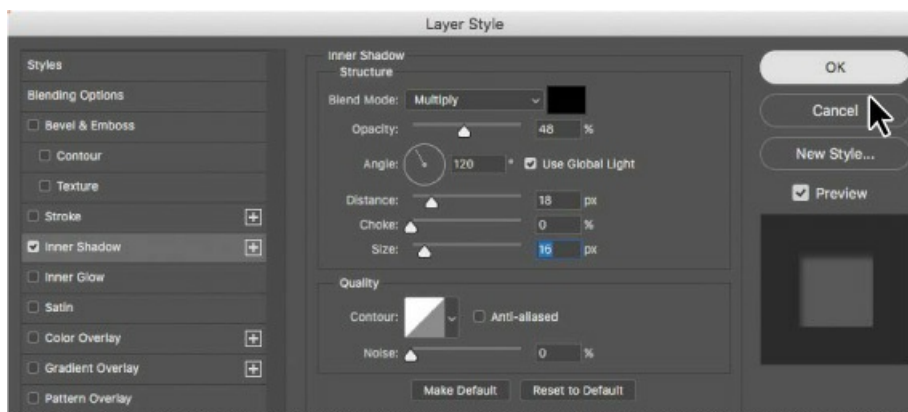 Layer Style
Styles
Blending Options
Bevel & Emboss
Contour
Texture
Stroke
Inner Shadow
Inner Glow
Satin
Color Overlay
Gradient Overlay
Pattern Overlay
Inner Shadow
Structure
Blend Mode: Multiply
Opacity: 48 %
Angle: 120 ° Use Global Light
Distance: 18 px
Choke: 0 %
Size: 16 px
Quality
Contour: Anti-aliased
Noise: 0 %
Make Default Reset to Default
OK
Cancel
New Style...
Preview